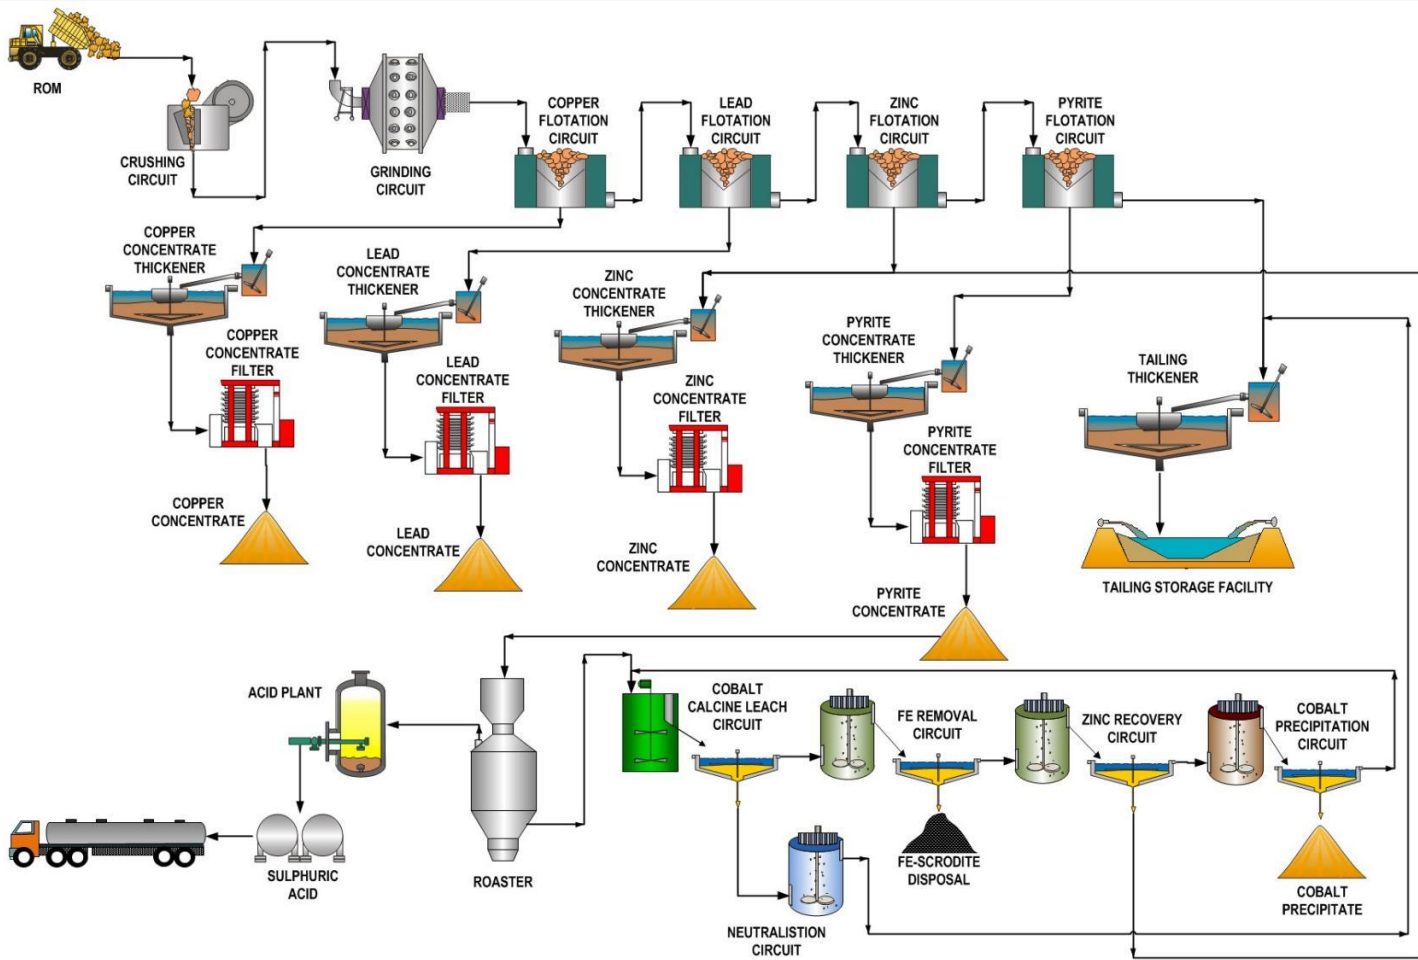 ROM
CRUSHING
CIRCUIT
GRINDING
CIRCUIT
COPPER
FLOTATION
CIRCUIT
LEAD
FLOTATION
CIRCUIT
ZINC
FLOTATION
CIRCUIT
PYRITE
FLOTATION
CIRCUIT
COPPER
CONCENTRATE
THICKENER
LEAD
CONCENTRATE
THICKENER
ZINC
CONCENTRATE
THICKENER
PYRITE
CONCENTRATE
THICKENER
TAILING
THICKENER
COPPER
CONCENTRATE
FILTER
LEAD
CONCENTRATE
FILTER
ZINC
CONCENTRATE
FILTER
PYRITE
CONCENTRATE
FILTER
COPPER
CONCENTRATE
LEAD
CONCENTRATE
ZINC
CONCENTRATE
PYRITE
CONCENTRATE
TAILING STORAGE FACILITY
ACID PLANT
SULPHURIC
ACID
ROASTER
COBALT
CALCINE LEACH
CIRCUIT
FE REMOVAL
CIRCUIT
ZINC RECOVERY
CIRCUIT
COBALT
PRECIPITATION
CIRCUIT
NEUTRALISTION
CIRCUIT
FE-SCRODITE
DISPOSAL
COBALT
PRECIPITATE